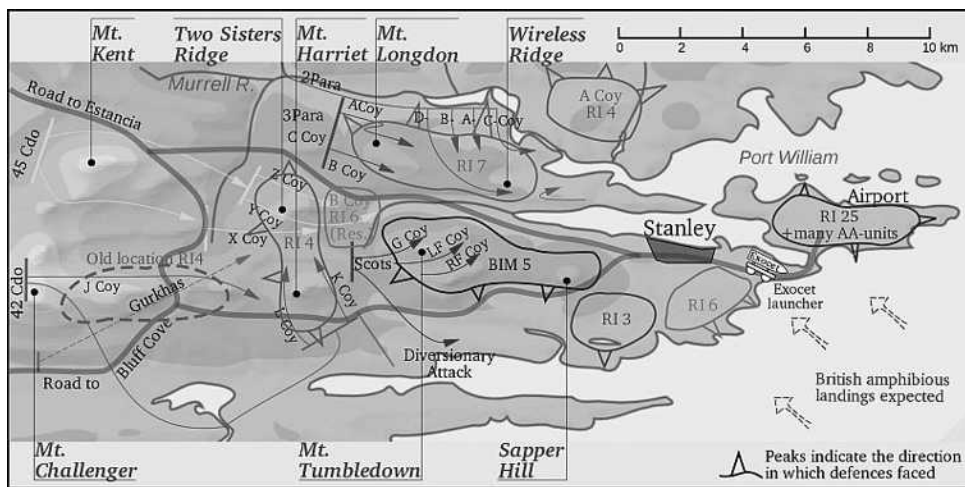 Mt.
Kent
Two Sisters
Ridge
Mt.
Harriet
Mt.
Longdon
Wireless
Ridge
0 2 4 6 8 10 km
Murrell R.
2Para
Road to Estancia
3Para
C Coy
ACoy
D- B- A- C-Coy
A Coy
RI 4
45 Cdo
B Coy
RI 7
Port William
Z Coy
Y Coy
X Coy
B Coy
RI 6
(Res.)
RI 4
Airport
RI 25
+many AA-units
Stanley
G Coy
LF Coy
RF Coy
Scots
BIM 5
Old location RI4
J Coy
Gurkhas
42 Cdo
K Coy
L Coy
Exocet
Exocet
launcher
RI 3
RI 6
Bluff Cove
Road to
Diversionary
Attack
British amphibious
landings expected
Mt.
Challenger
Mt.
Tumbledown
Sapper
Hill
Peaks indicate the direction
in which defences faced